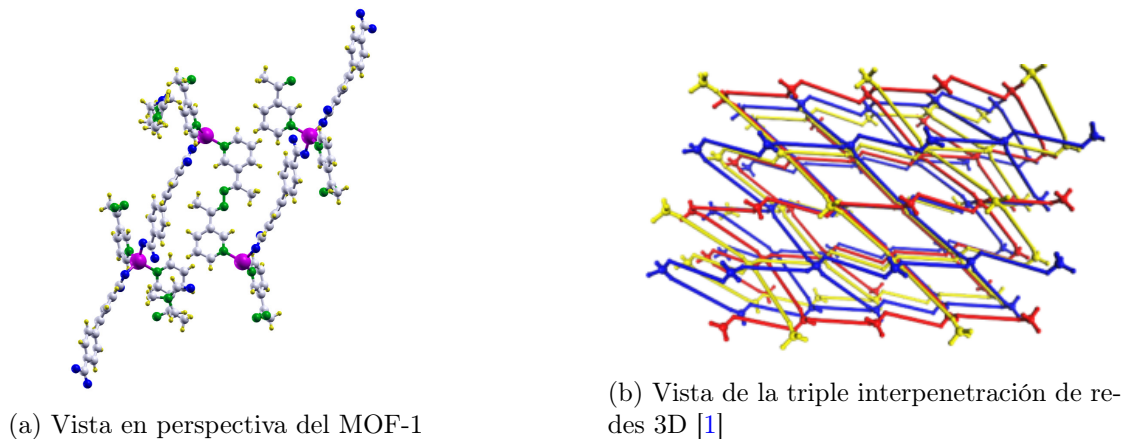 (a) Vista en perspectiva del MOF-1
(b) Vista de la triple interpenetración de re-
des 3D [1]